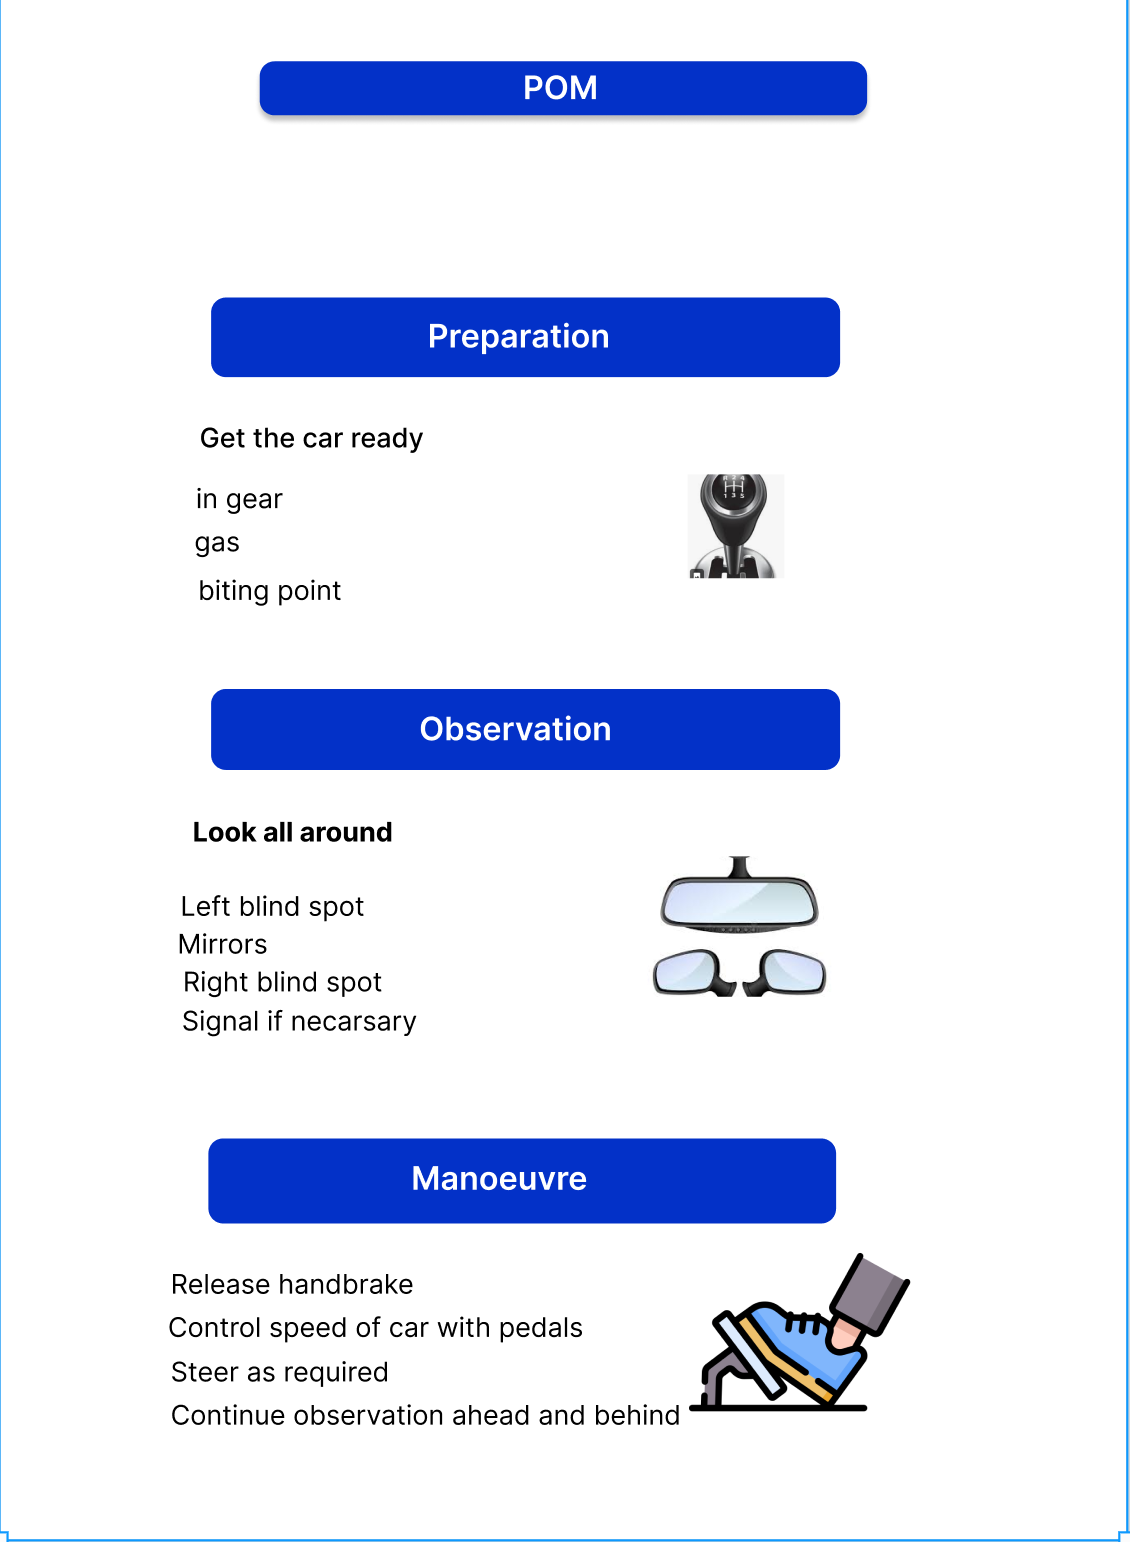 POM
Preparation
Get the car ready
in gear
gas
biting point
Observation
Look all around
Left blind spot
Mirrors
Right blind spot
Signal if necarsary
Manoeuvre
Release handbrake
Control speed of car with pedals
Steer as required
Continue observation ahead and behind